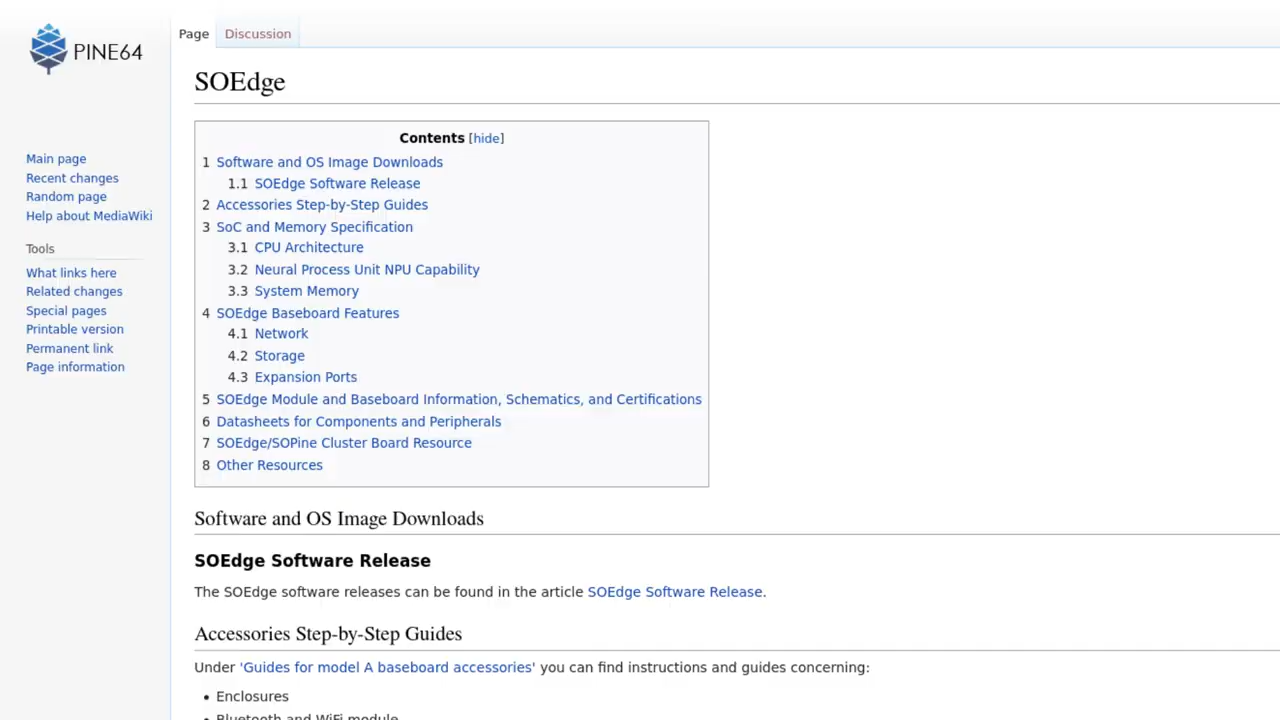 PINE64
Page
Discussion
SOEdge
Main page
Recent changes
Random page
Help about MediaWiki
Tools
What links here
Related changes
Special pages
Printable version
Permanent link
Page information
Contents [hide]
1 Software and OS Image Downloads
1.1 SOEdge Software Release
2 Accessories Step-by-Step Guides
3 SoC and Memory Specification
3.1 CPU Architecture
3.2 Neural Process Unit NPU Capability
3.3 System Memory
4 SOEdge Baseboard Features
4.1 Network
4.2 Storage
4.3 Expansion Ports
5 SOEdge Module and Baseboard Information, Schematics, and Certifications
6 Datasheets for Components and Peripherals
7 SOEdge/SOPine Cluster Board Resource
8 Other Resources
Software and OS Image Downloads
SOEdge Software Release
The SOEdge software releases can be found in the article SOEdge Software Release.
Accessories Step-by-Step Guides
Under 'Guides for model A baseboard accessories' you can find instructions and guides concerning:
• Enclosures
• Bluetooth and WiFi module